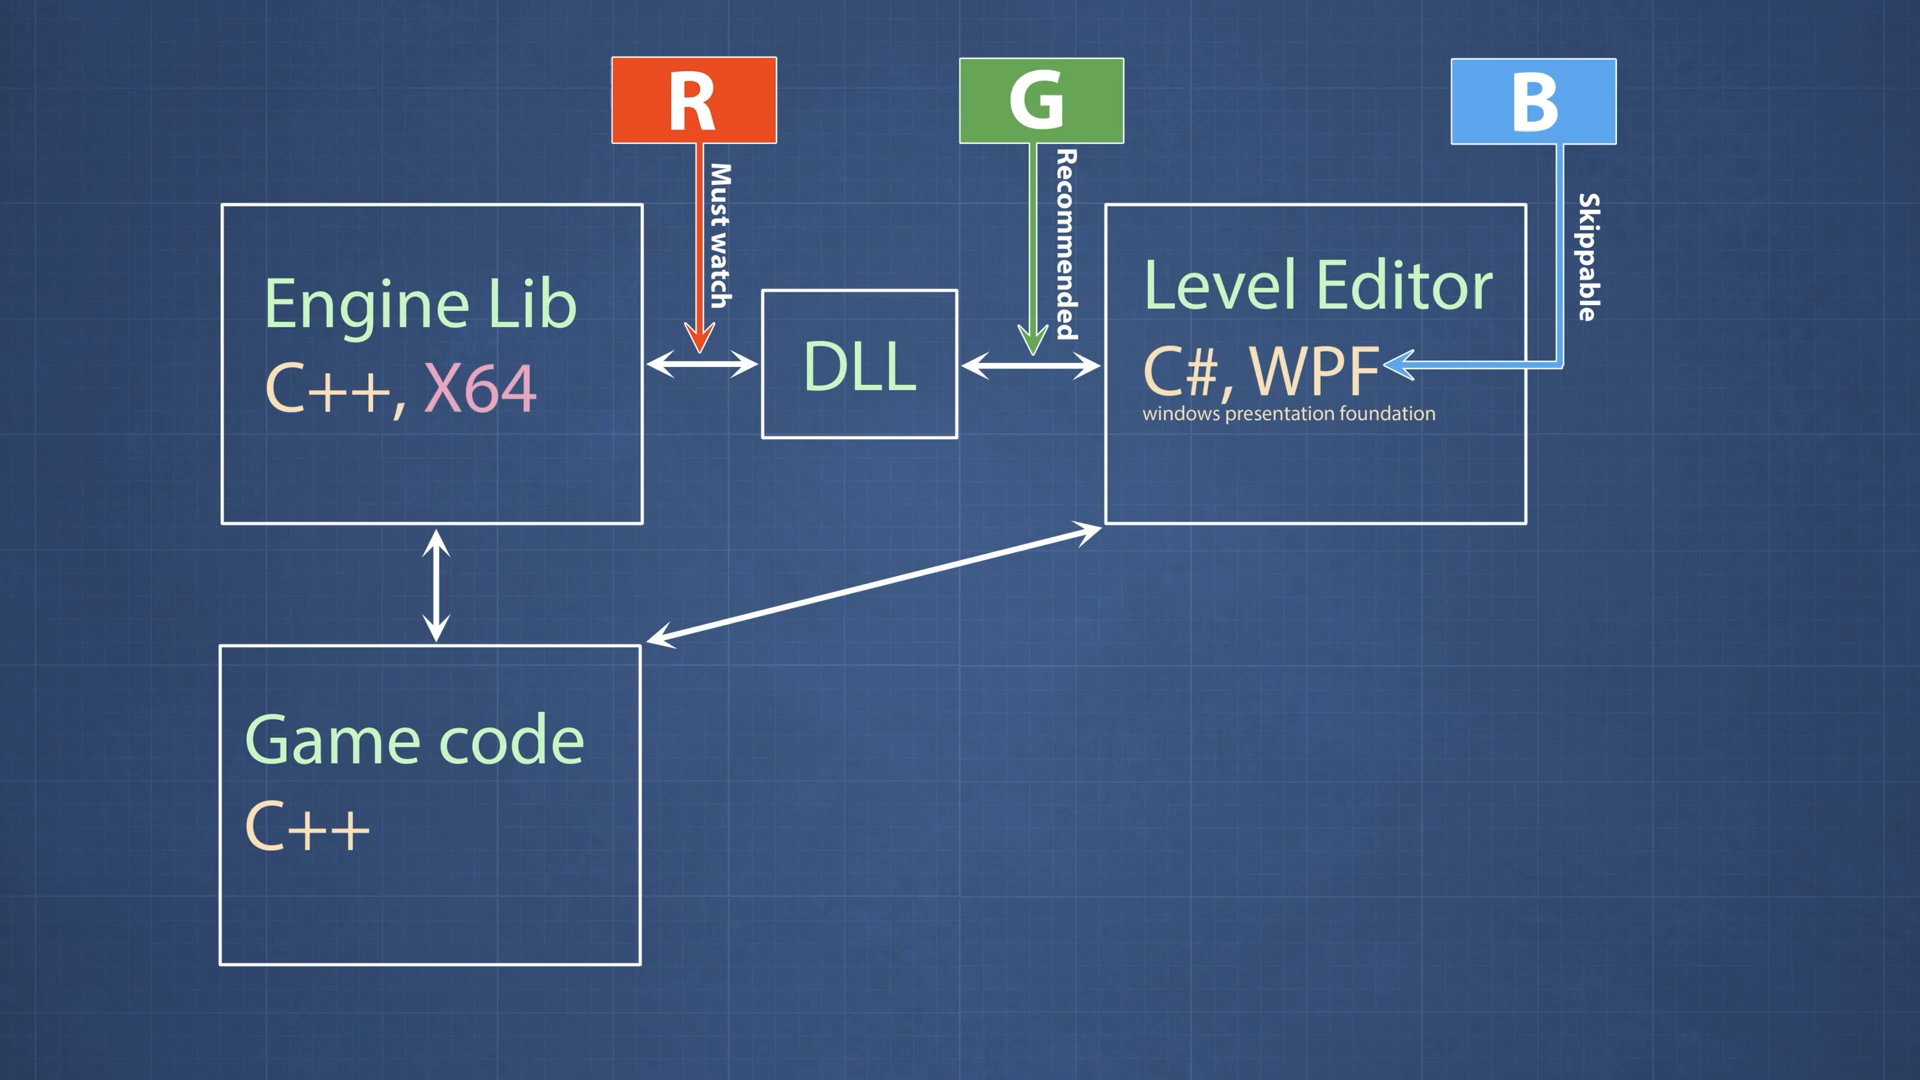 R
G
B
Must watch
Recommended
Skippable
Engine Lib
C++, X64
DLL
Level Editor
C#, WPF
windows presentation foundation
Game code
C++